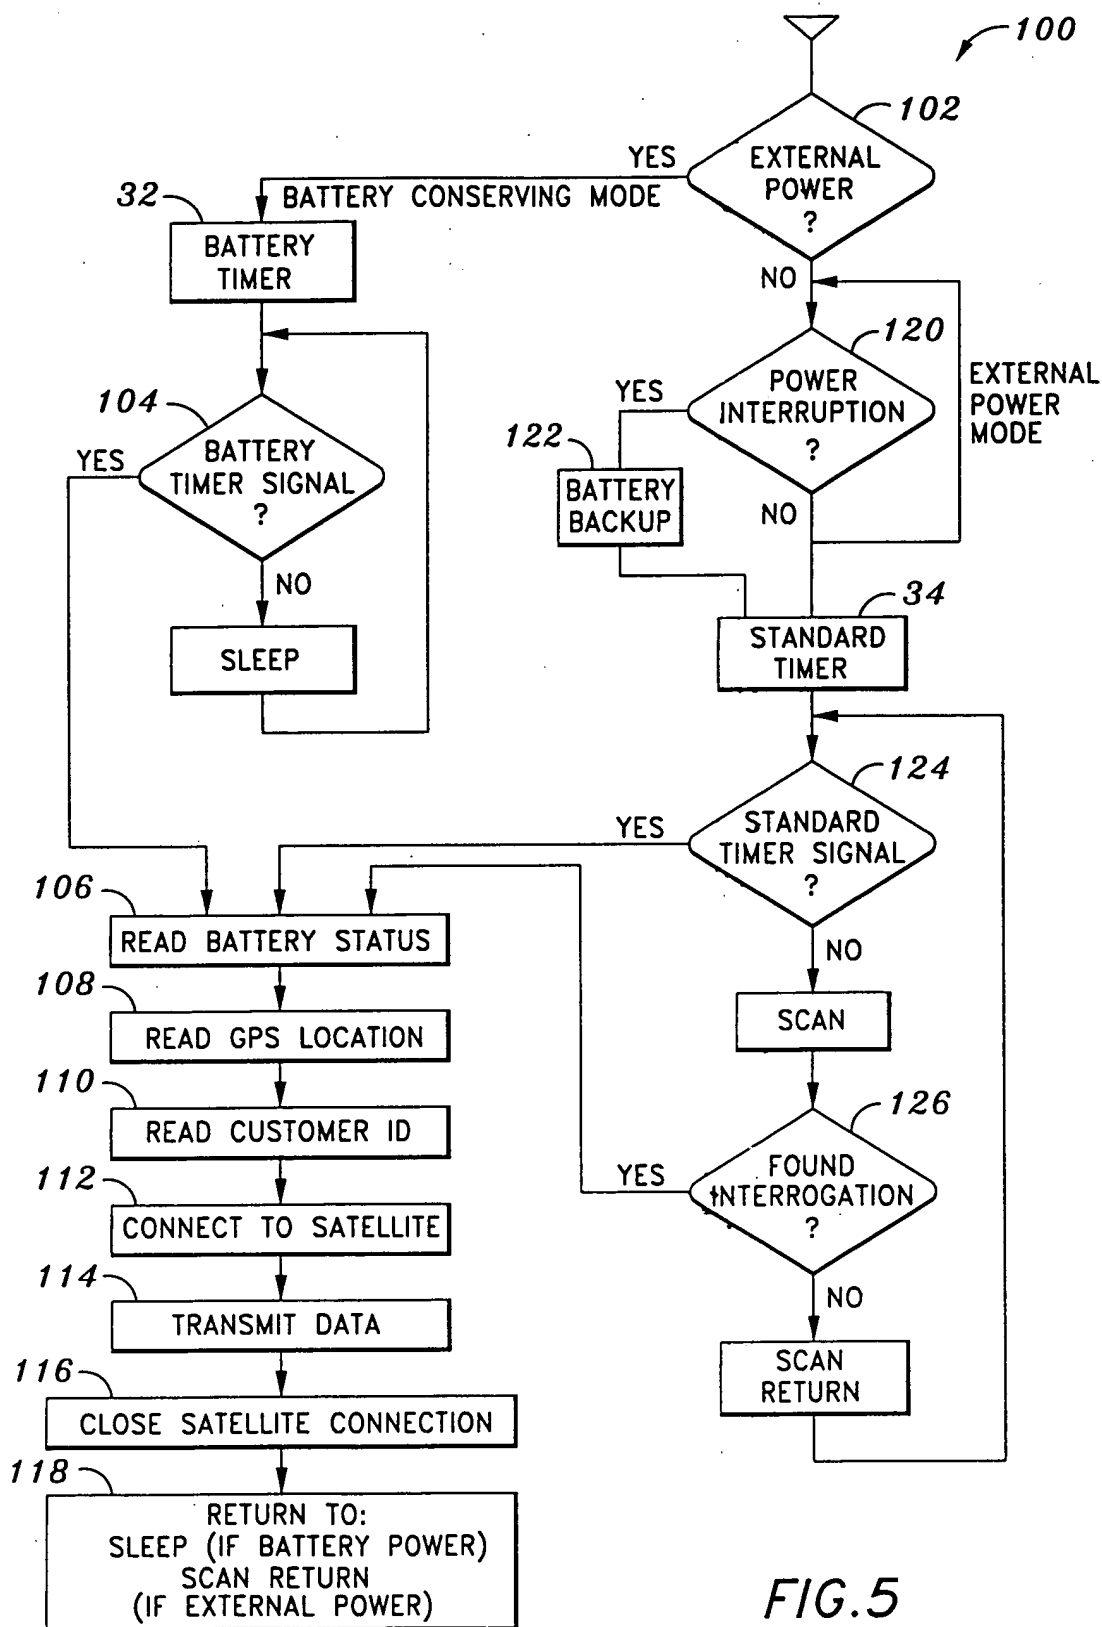 100
102
EXTERNAL
POWER
?
YES
BATTERY CONSERVING MODE
32
BATTERY
TIMER
NO
120
POWER
INTERRUPTION
?
YES
EXTERNAL
POWER
MODE
104
BATTERY
TIMER SIGNAL
?
YES
122
BATTERY
BACKUP
NO
NO
34
STANDARD
TIMER
SLEEP
124
STANDARD
TIMER SIGNAL
?
YES
106
READ BATTERY STATUS
NO
108
READ GPS LOCATION
SCAN
110
READ CUSTOMER ID
126
FOUND
INTERROGATION
?
YES
112
CONNECT TO SATELLITE
114
TRANSMIT DATA
NO
SCAN
RETURN
116
CLOSE SATELLITE CONNECTION
118
RETURN TO:
SLEEP (IF BATTERY POWER)
SCAN RETURN
(IF EXTERNAL POWER)
FIG.5